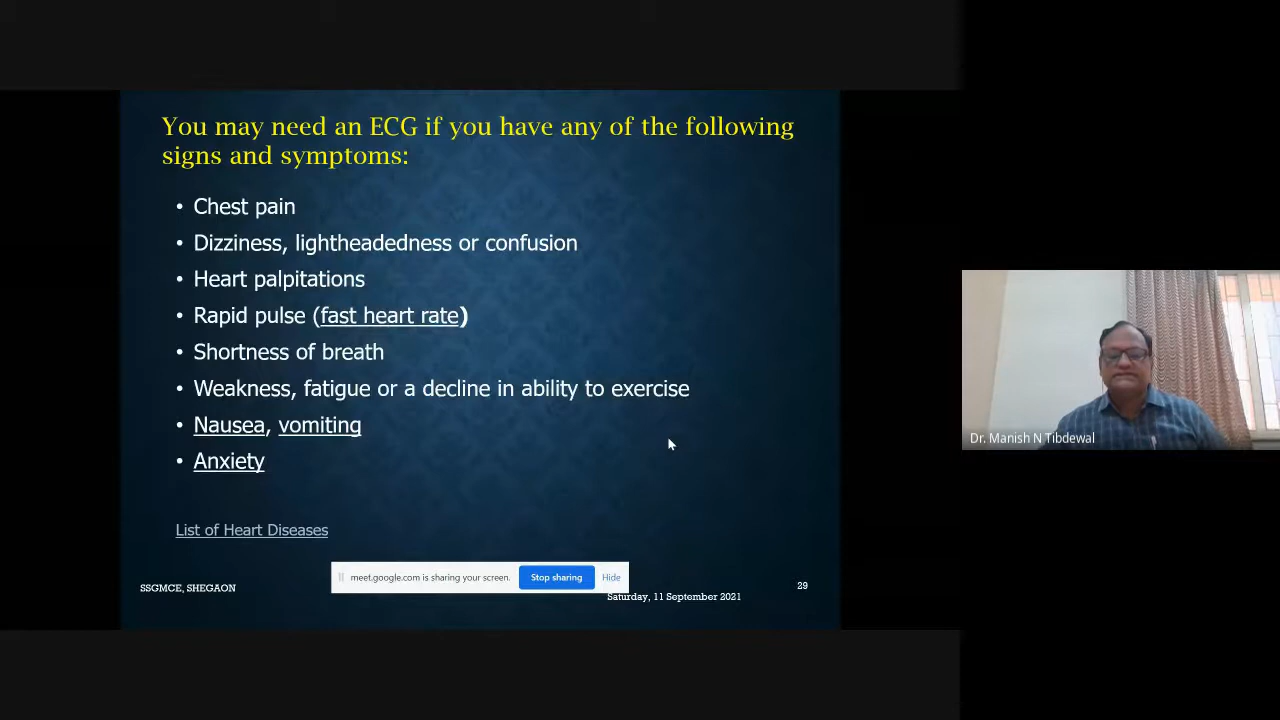 You may need an ECG if you have any of the following
signs and symptoms:
• Chest pain
• Dizziness, lightheadedness or confusion
• Heart palpitations
• Rapid pulse (fast heart rate)
• Shortness of breath
• Weakness, fatigue or a decline in ability to exercise
• Nausea, vomiting
• Anxiety
List of Heart Diseases
meet.google.com is sharing your screen. Stop sharing Hide
SSGMCE, SHEGAON
Saturday, 11 September 2021
29
Dr. Manish N Tibdewal